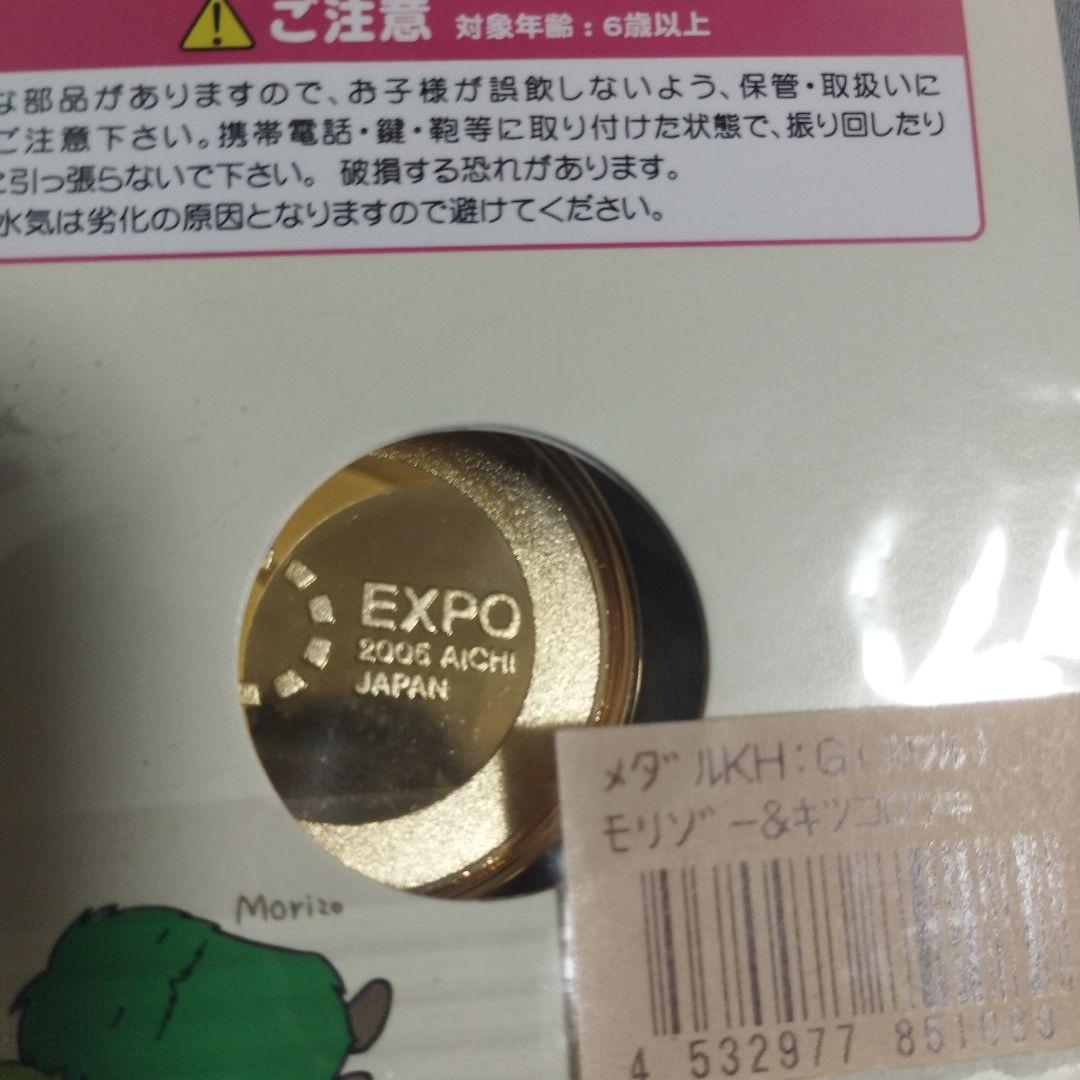 ご注意 対象年齢：6歳以上
な部品がありますので、お子様が誤飲しないよう、保管・取扱いに
ご注意下さい。携帯電話・鍵・鞄等に取り付けた状態で、振り回したり
と引っ張らないで下さい。破損する恐れがあります。
水気は劣化の原因となりますので避けてください。
EXPO
2005 AICHI
JAPAN
Morizo
メダルKH:G
モリゾー&キッコロ
4 532977 851089